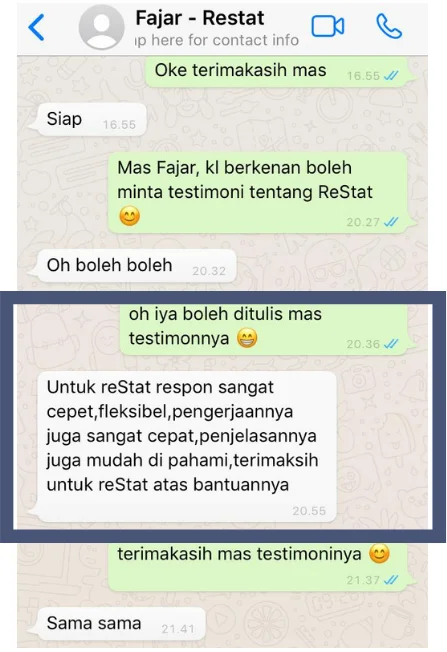 Fajar - Restat
ap here for contact info
Oke terimakasih mas 16.55
Siap 16.55
Mas Fajar, kl berkenan boleh
minta testimoni tentang ReStat
😊
20.27
Oh boleh boleh 20.32
oh iya boleh ditulis mas
testimonnya 😁 20.36
Untuk reStat respon sangat
cepet,fleksibel,pengerjaannya
juga sangat cepat,penjelasannya
juga mudah di pahami,terimaksih
untuk reStat atas bantuannya
20.55
terimakasih mas testimoninya 😊
21.37
Sama sama 21.41